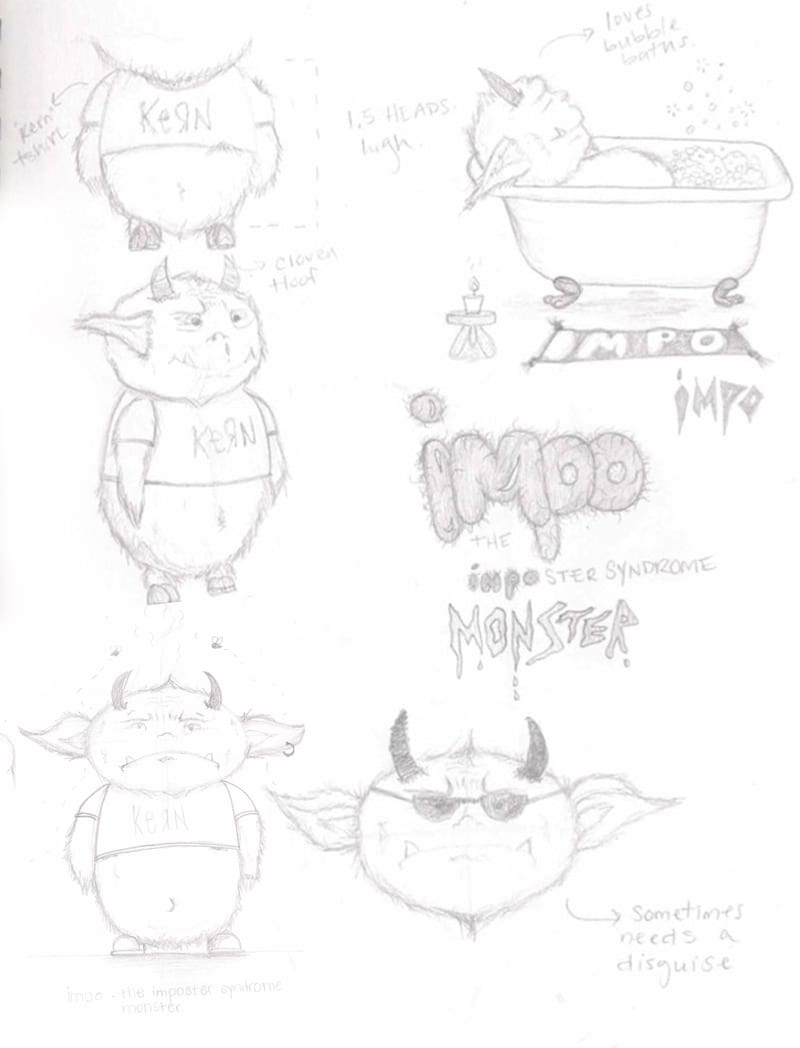 loves
bubble
baths.
KeЯN
'kern'
tshirt
1.5 HEADS.
high.
cloven
Hoof
KeЯN
IMPO
impo
impo
THE
imposTER SYNDROME
MONSTER
KeЯN
sometimes
needs a
disguise
impo - the imposter syndrome
monster